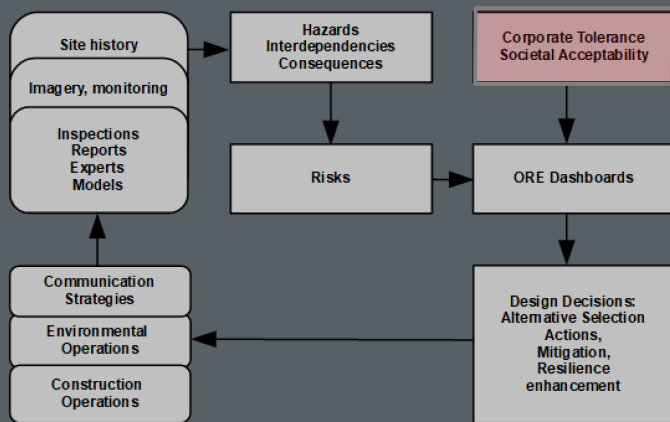 Site history
Imagery, monitoring
Inspections
Reports
Experts
Models
Hazards
Interdependencies
Consequences
Corporate Tolerance
Societal Acceptability
Risks
ORE Dashboards
Communication
Strategies
Environmental
Operations
Construction
Operations
Design Decisions:
Alternative Selection
Actions,
Mitigation,
Resilience
enhancement